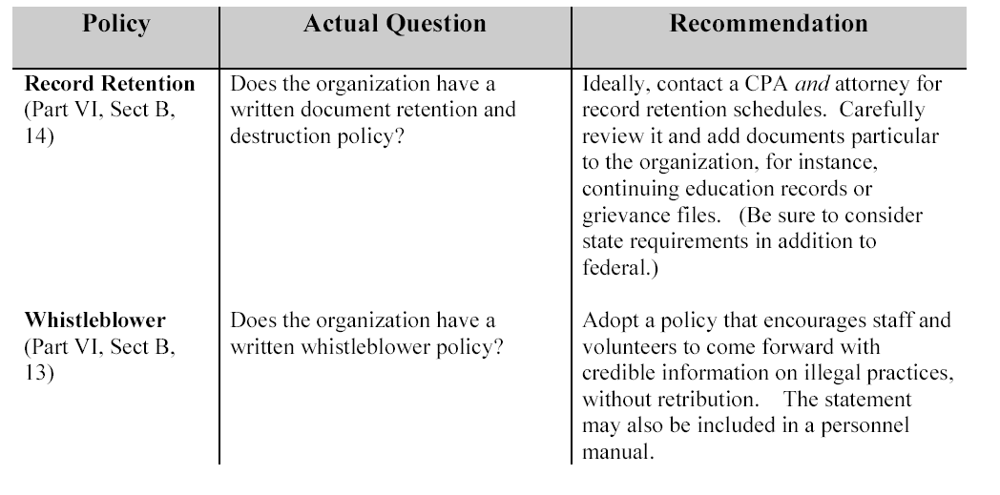 Policy
Actual Question
Recommendation
Record Retention
(Part VI, Sect B,
14)
Does the organization have a
written document retention and
destruction policy?
Ideally, contact a CPA and attorney for
record retention schedules. Carefully
review it and add documents particular
to the organization, for instance,
continuing education records or
grievance files. (Be sure to consider
state requirements in addition to
federal.)
Whistleblower
(Part VI, Sect B,
13)
Does the organization have a
written whistleblower policy?
Adopt a policy that encourages staff and
volunteers to come forward with
credible information on illegal practices,
without retribution. The statement
may also be included in a personnel
manual.